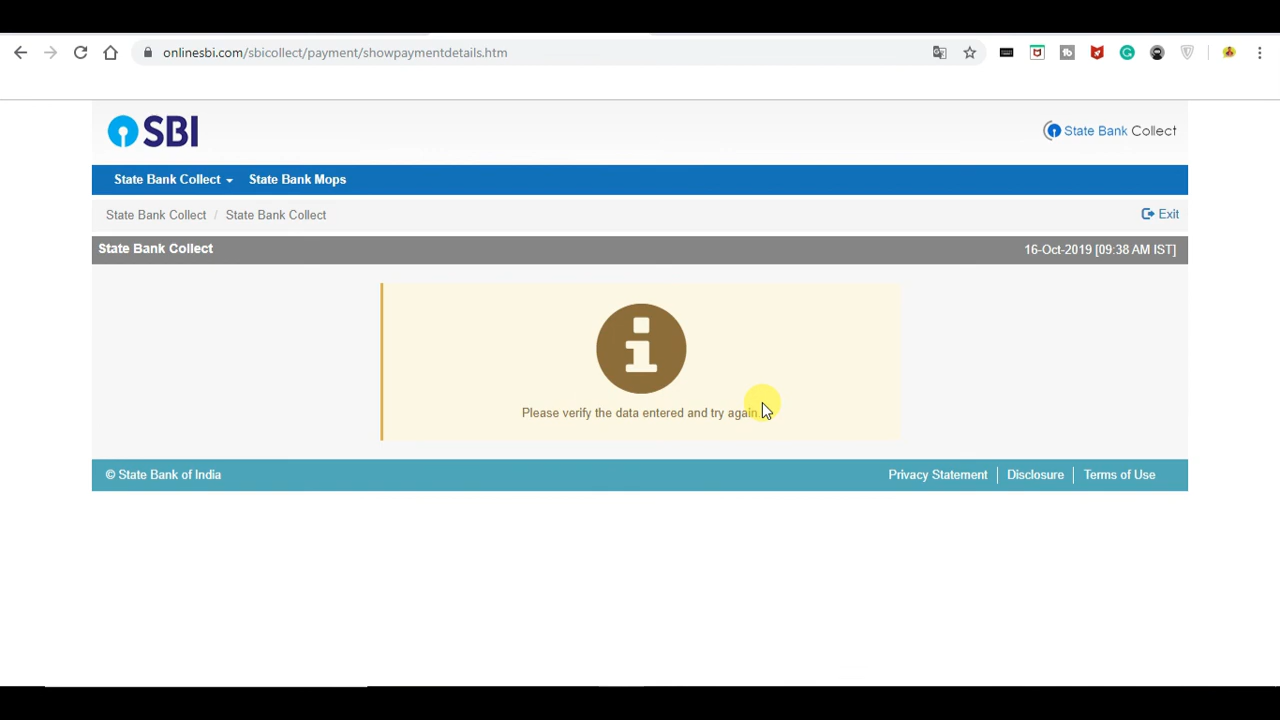 onlinesbi.com/sbicollect/payment/showpaymentdetails.htm
SBI
State Bank Collect
State Bank Collect State Bank Mops
State Bank Collect / State Bank Collect
Exit
State Bank Collect
16-Oct-2019 [09:38 AM IST]
Please verify the data entered and try again.
© State Bank of India
Privacy Statement | Disclosure | Terms of Use